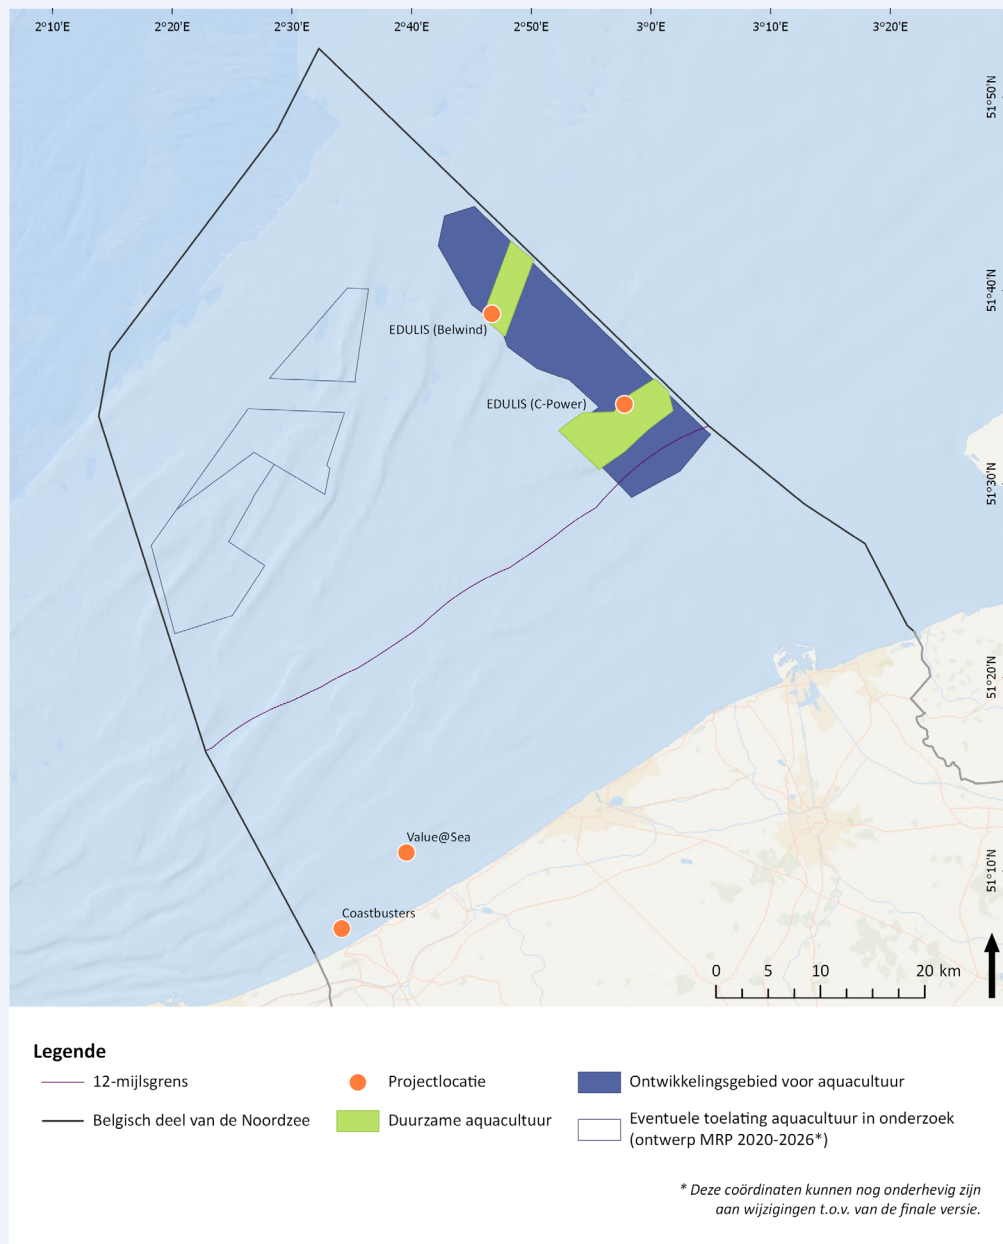 2°10'E 2°20'E 2°30'E 2°40'E 2°50'E 3°0'E 3°10'E 3°20'E
51°50'N
51°40'N
EDULIS (Belwind)
EDULIS (C-Power)
51°30'N
51°20'N
Value@Sea
51°10'N
Coastbusters
0 5 10 20 km
Legende
12-mijlsgrens
Projectlocatie
Ontwikkelingsgebied voor aquacultuur
Belgisch deel van de Noordzee
Duurzame aquacultuur
Eventuele toelating aquacultuur in onderzoek
(ontwerp MRP 2020-2026*)
* Deze coördinaten kunnen nog onderhevig zijn
aan wijzigingen t.o.v. van de finale versie.